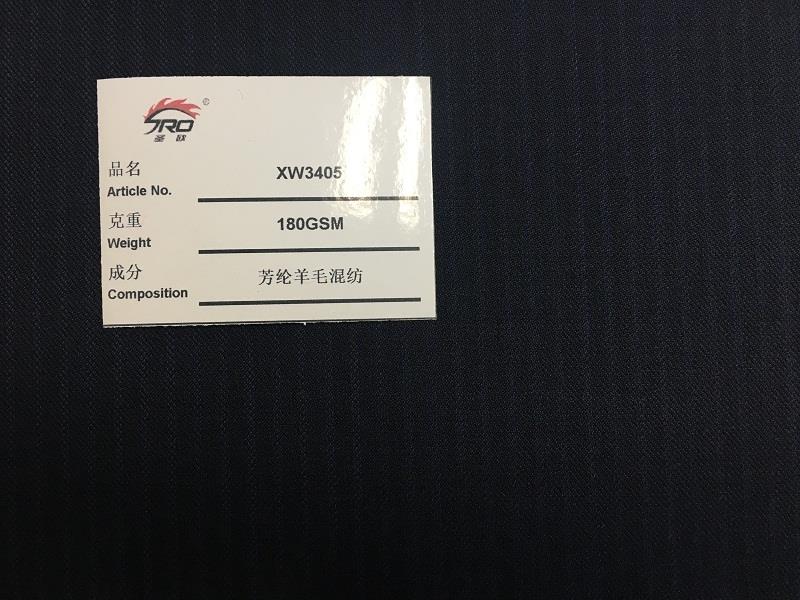 SRO
®
圣欧
品名
XW3405
Article No.
克重
180GSM
Weight
成分
芳纶羊毛混纺
Composition